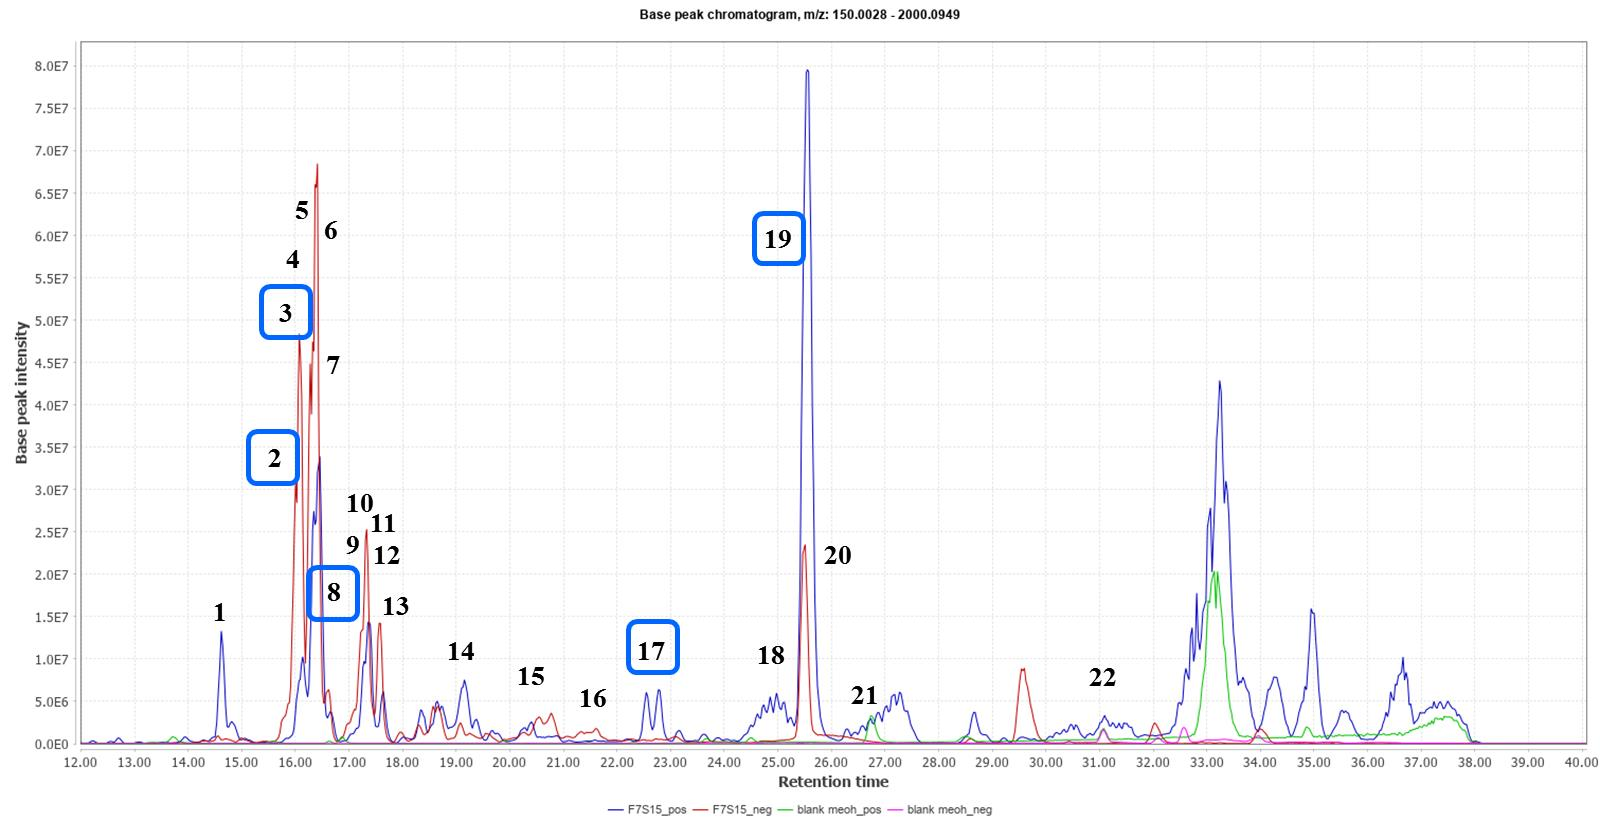 Base peak chromatogram, m/z: 150.0028 - 2000.0949
Base peak intensity
8.0E7
7.5E7
7.0E7
6.5E7
6.0E7
5.5E7
5.0E7
4.5E7
4.0E7
3.5E7
3.0E7
2.5E7
2.0E7
1.5E7
1.0E7
5.0E6
0.0E0
1
2
3
4
5
6
7
8
9
10
11
12
13
14
15
16
17
18
19
20
21
22
12.00 13.00 14.00 15.00 16.00 17.00 18.00 19.00 20.00 21.00 22.00 23.00 24.00 25.00 26.00 27.00 28.00 29.00 30.00 31.00 32.00 33.00 34.00 35.00 36.00 37.00 38.00 39.00 40.00
Retention time
F7S15_pos F7S15_neg blank meoh_pos blank meoh_neg